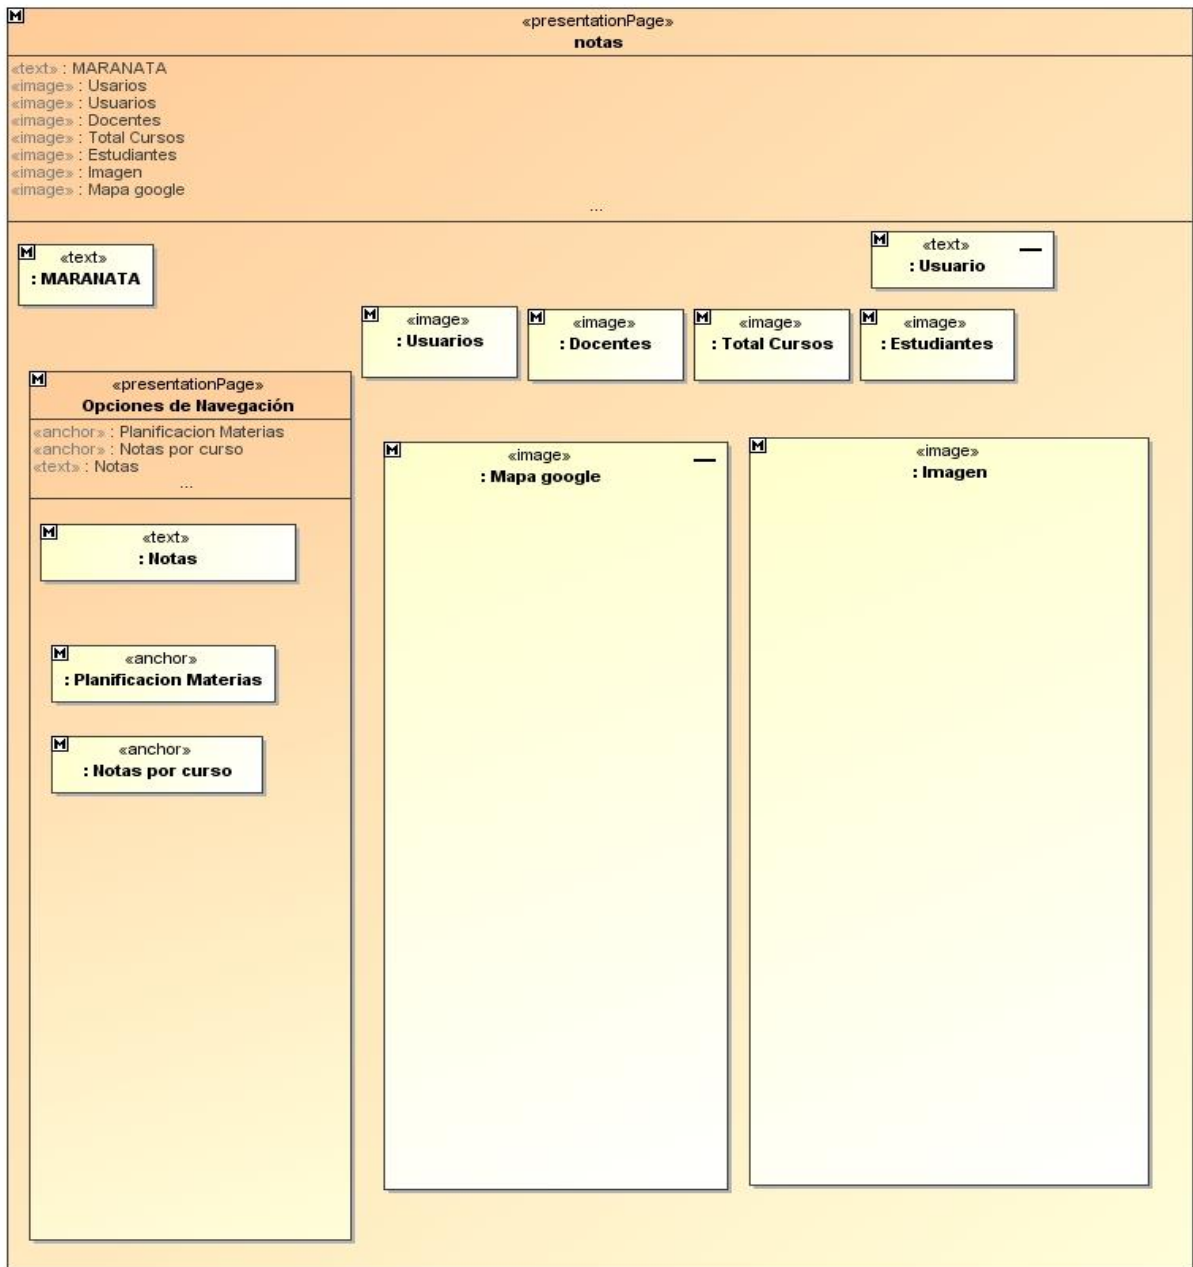 «presentationPage»
notas
«text» : MARANATA
«image» : Usarios
«image» : Usuarios
«image» : Docentes
«image» : Total Cursos
«image» : Estudiantes
«image» : Imagen
«image» : Mapa google
...
«text»
: MARANATA
«text»
: Usuario
«image»
: Usuarios
«image»
: Docentes
«image»
: Total Cursos
«image»
: Estudiantes
«presentationPage»
Opciones de Navegación
«anchor» : Planificacion Materias
«anchor» : Notas por curso
«text» : Notas
...
«text»
: Notas
«anchor»
: Planificacion Materias
«anchor»
: Notas por curso
«image»
: Mapa google
«image»
: Imagen